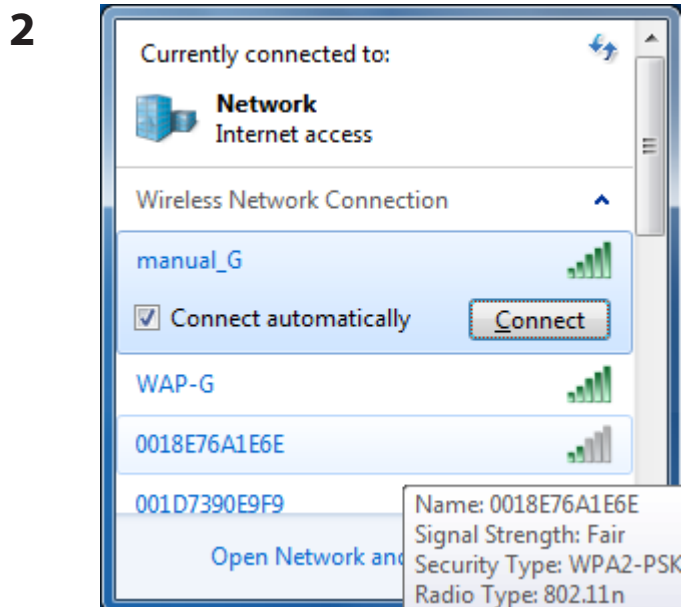 2
Currently connected to:
Network
Internet access
Wireless Network Connection
manual_G
Connect automatically
Connect
WAP-G
0018E76A1E6E
001D7390E9F9
Open Network and
Name: 0018E76A1E6E
Signal Strength: Fair
Security Type: WPA2-PSK
Radio Type: 802.11n